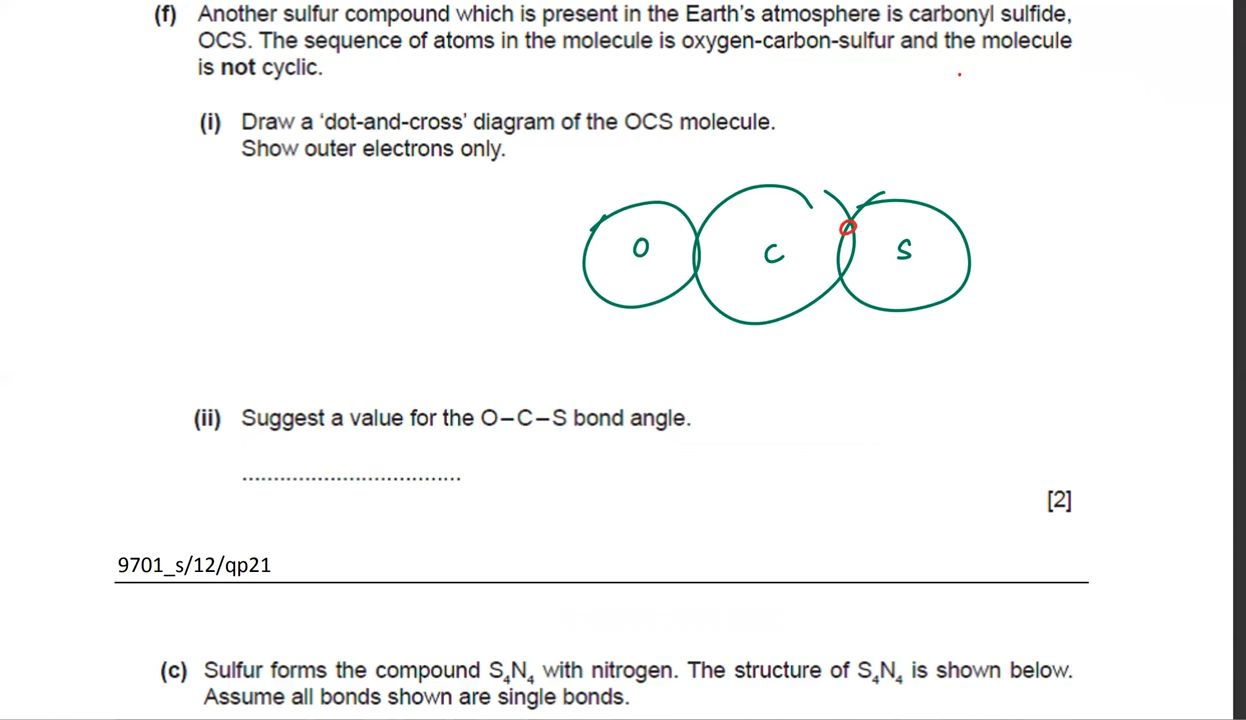 (f) Another sulfur compound which is present in the Earth's atmosphere is carbonyl sulfide,
OCS. The sequence of atoms in the molecule is oxygen-carbon-sulfur and the molecule
is not cyclic.
(i) Draw a 'dot-and-cross' diagram of the OCS molecule.
Show outer electrons only.
O C S
(ii) Suggest a value for the O–C–S bond angle.
....................................
[2]
9701_s/12/qp21
(c) Sulfur forms the compound S₄N₄ with nitrogen. The structure of S₄N₄ is shown below.
Assume all bonds shown are single bonds.